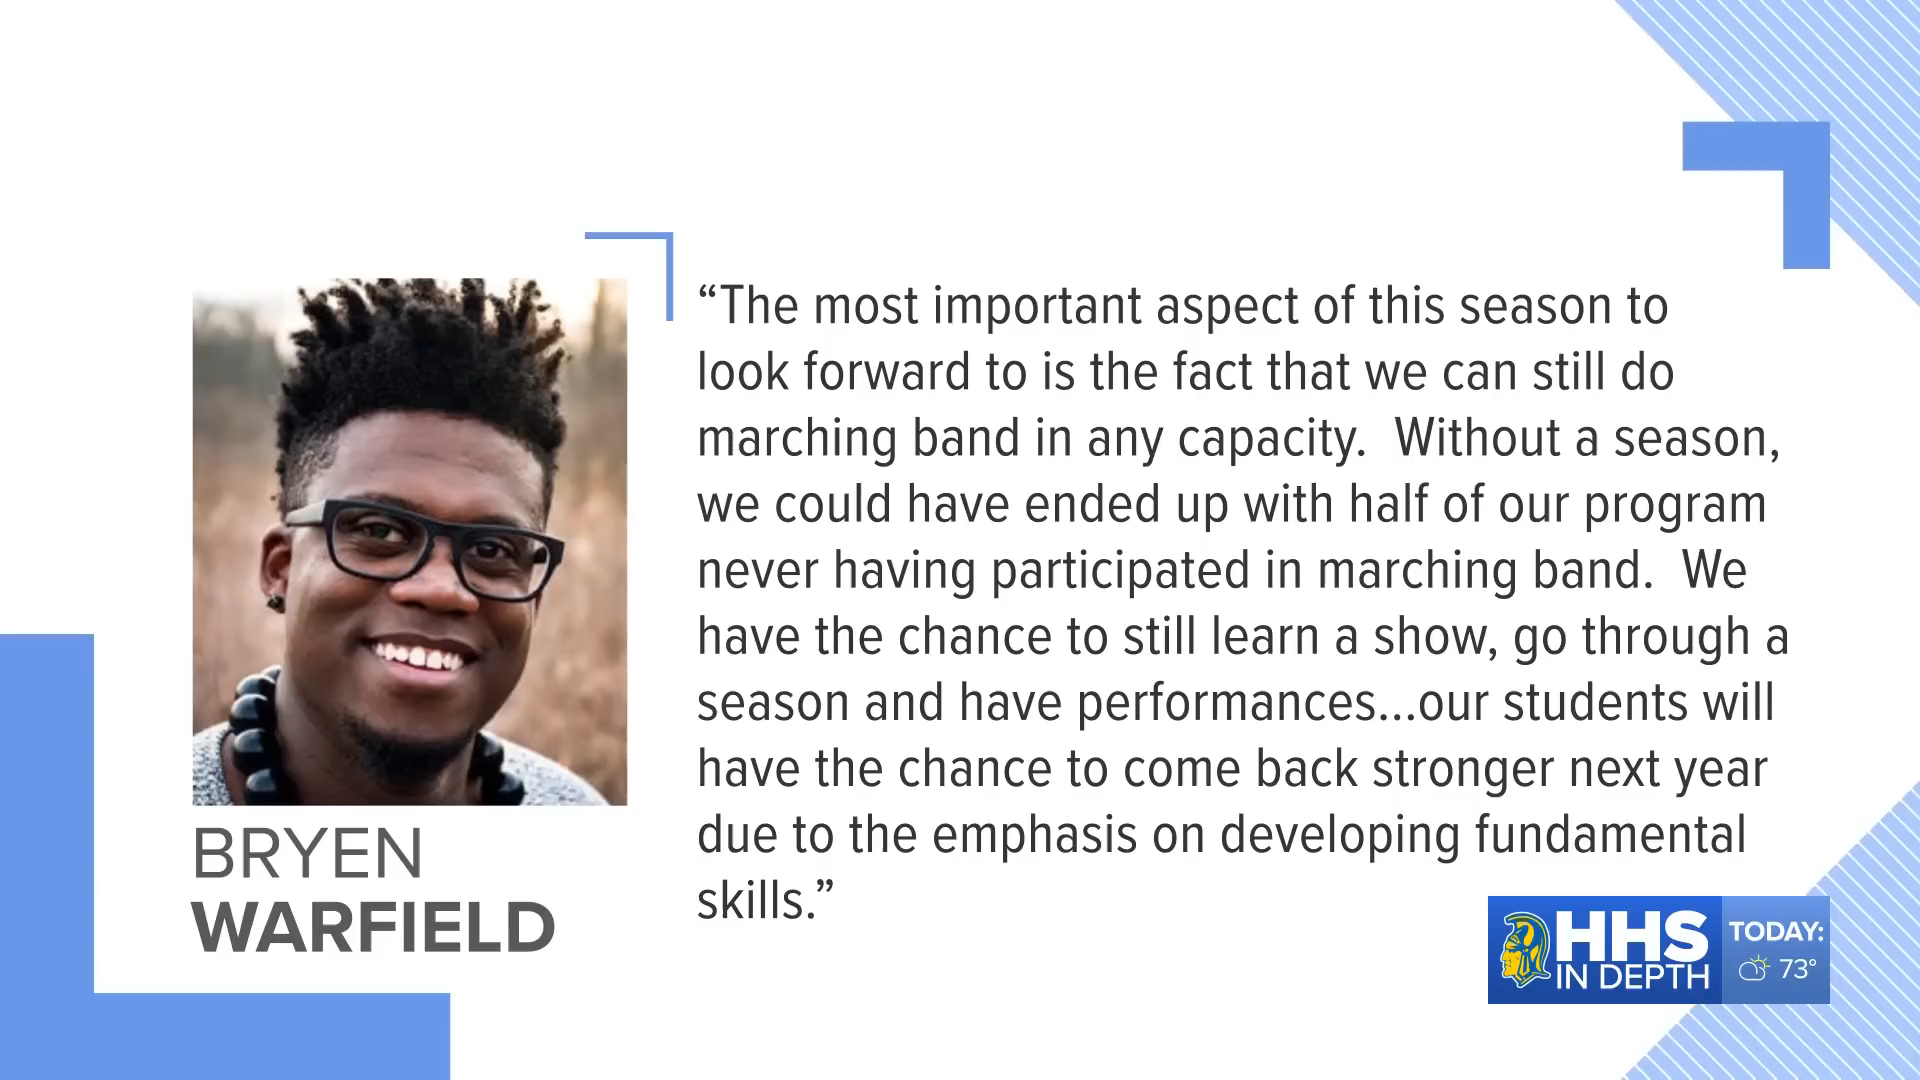 “The most important aspect of this season to
look forward to is the fact that we can still do
marching band in any capacity.  Without a season,
we could have ended up with half of our program
never having participated in marching band.  We
have the chance to still learn a show, go through a
season and have performances...our students will
have the chance to come back stronger next year
due to the emphasis on developing fundamental
skills.”
BRYEN
WARFIELD
HHS
IN DEPTH
TODAY:
73°